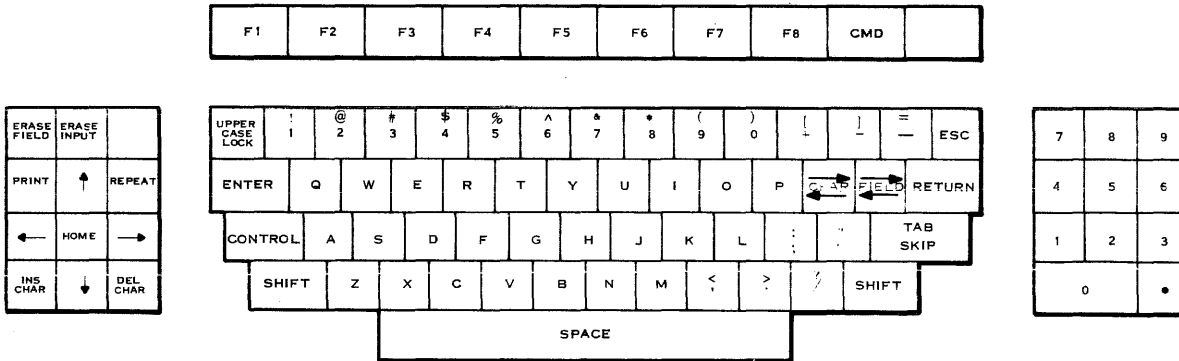 F1 F2 F3 F4 F5 F6 F7 F8 CMD
ERASE FIELD ERASE INPUT
PRINT ↑ REPEAT
← HOME →
INS CHAR ↓ DEL CHAR
UPPER CASE LOCK ! 1 @ 2 # 3 $ 4 % 5 ^ 6 & 7 * 8 ( 9 ) 0 [ + ] - = — ESC
ENTER Q W E R T Y U I O P CHAR FIELD RETURN
CONTROL A S D F G H J K L : ; TAB SKIP
SHIFT Z X C V B N M < , > . / SHIFT
SPACE
7 8 9
4 5 6
1 2 3
0 •